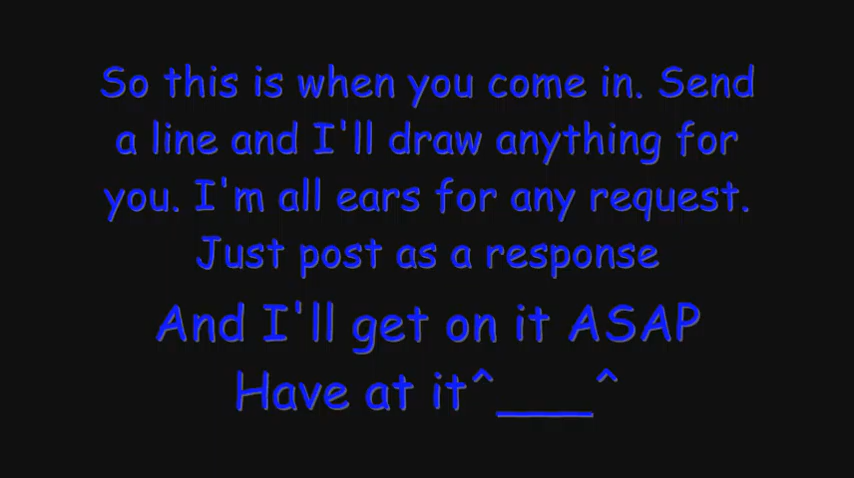 So this is when you come in. Send
a line and I'll draw anything for
you. I'm all ears for any request.
Just post as a response
And I'll get on it ASAP
Have at it^___^